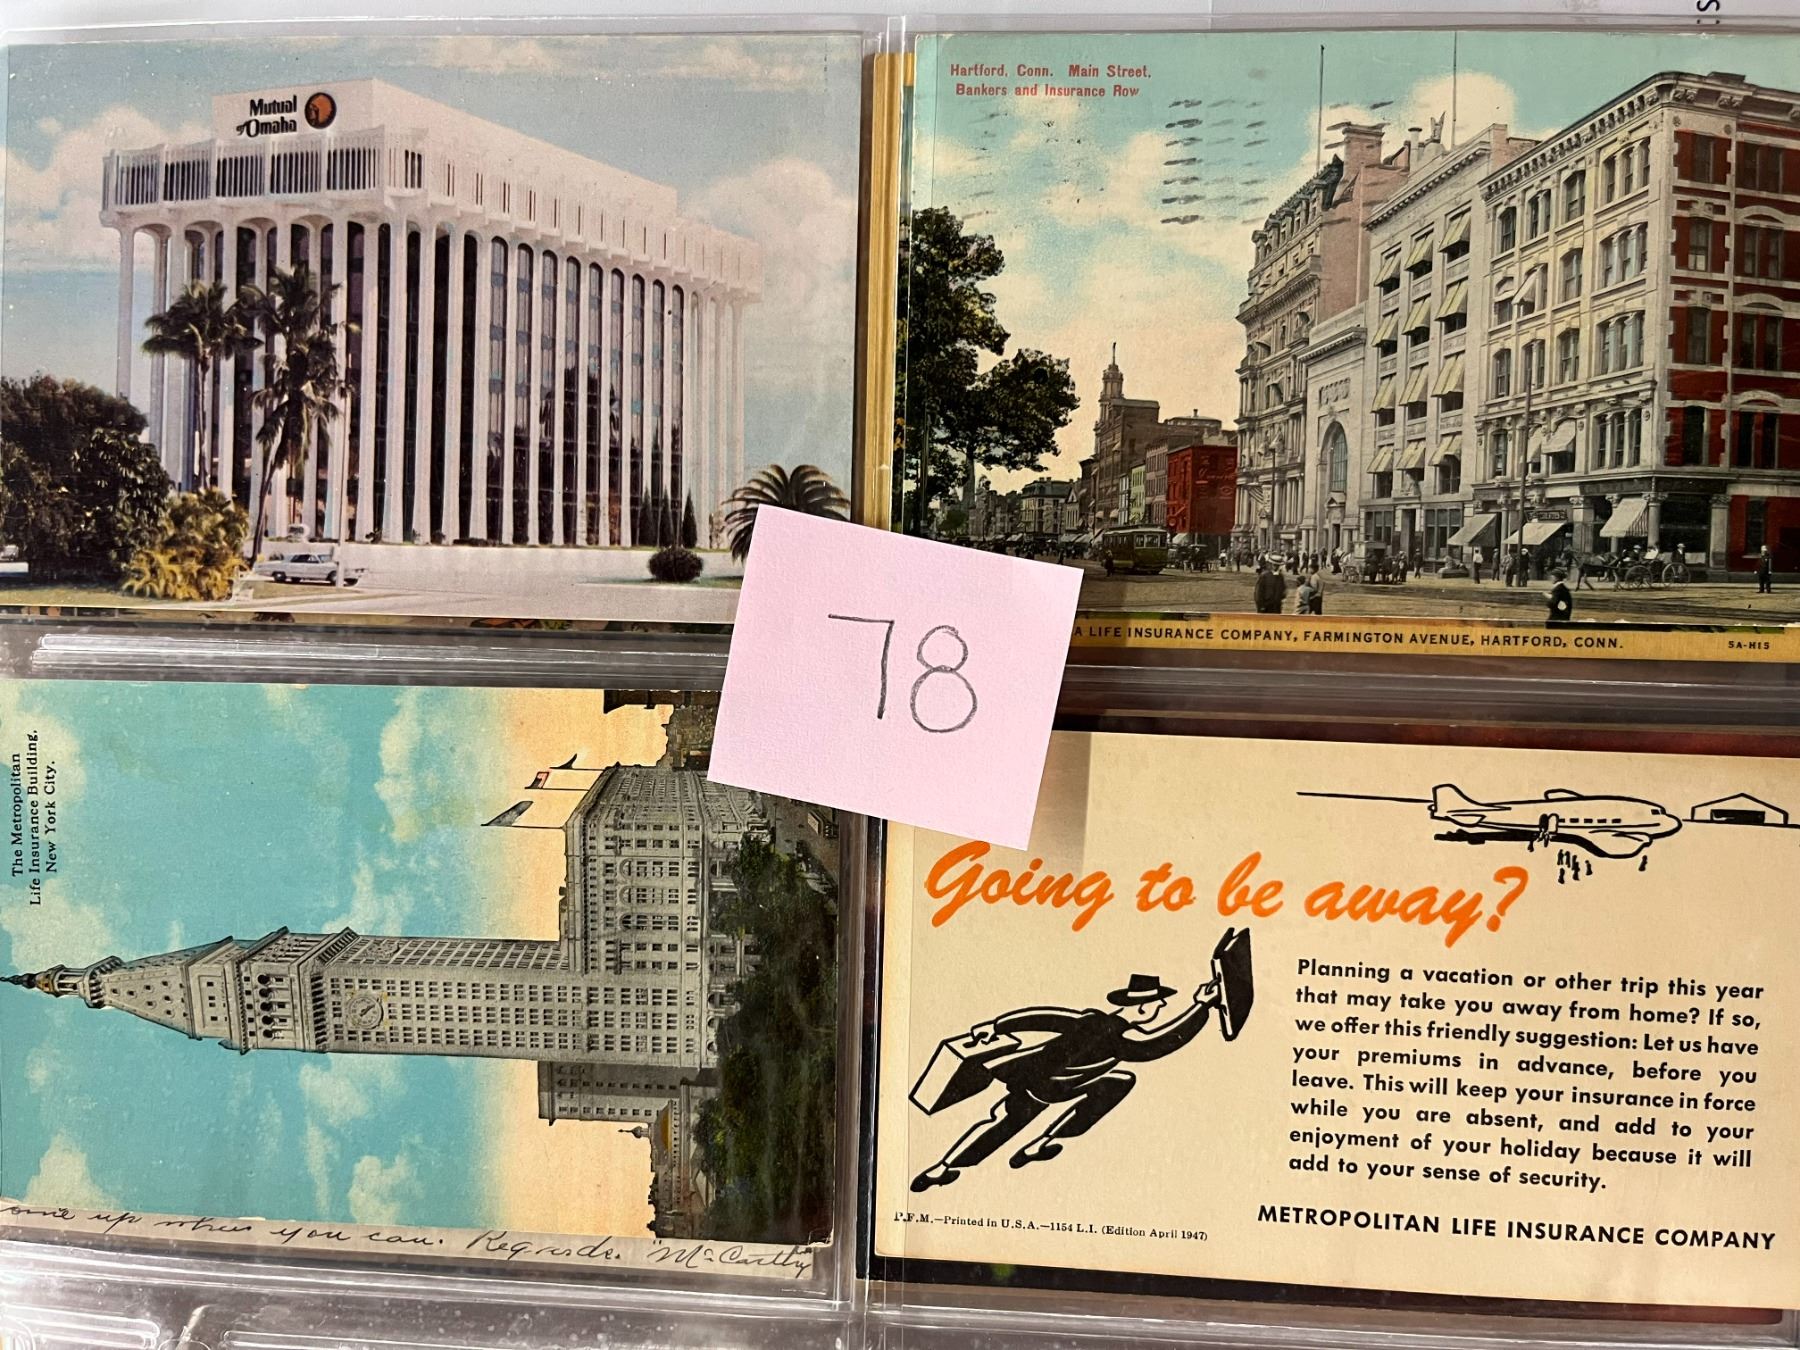 Mutual
of Omaha
Hartford, Conn. Main Street,
Bankers and Insurance Row
A LIFE INSURANCE COMPANY, FARMINGTON AVENUE, HARTFORD, CONN.
5A-H15
78
The Metropolitan
Life Insurance Building,
New York City.
up when you can. Regards. "McCarthy"
Going to be away?
Planning a vacation or other trip this year
that may take you away from home? If so,
we offer this friendly suggestion: Let us have
your premiums in advance, before you
leave. This will keep your insurance in force
while you are absent, and add to your
enjoyment of your holiday because it will
add to your sense of security.
P.F.M.—Printed in U.S.A.—1154 L.I. (Edition April 1947)
METROPOLITAN LIFE INSURANCE COMPANY